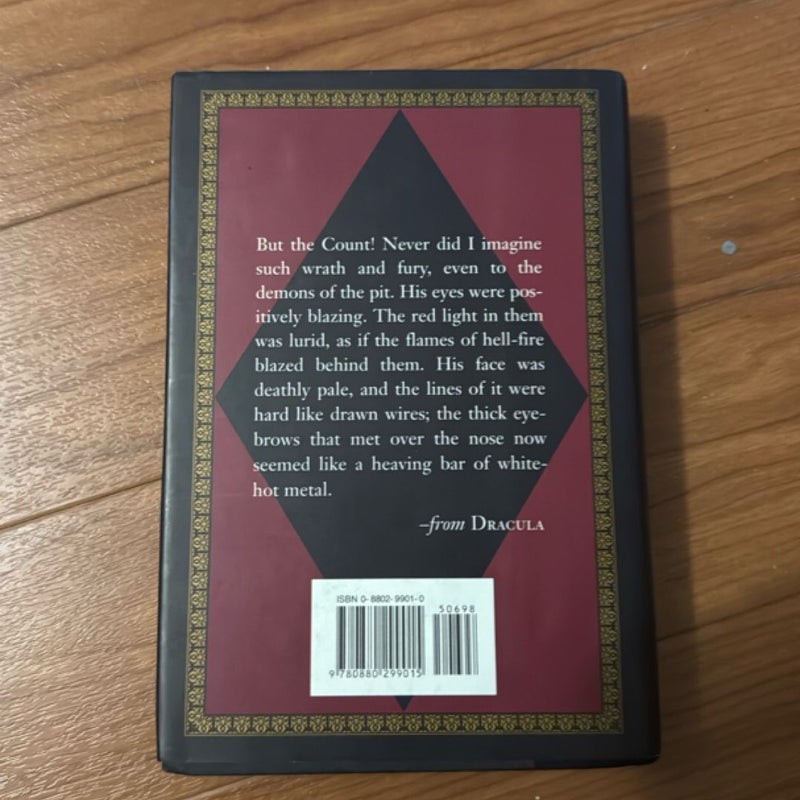 But the Count! Never did I imagine
such wrath and fury, even to the
demons of the pit. His eyes were pos-
itively blazing. The red light in them
was lurid, as if the flames of hell-fire
blazed behind them. His face was
deathly pale, and the lines of it were
hard like drawn wires; the thick eye-
brows that met over the nose now
seemed like a heaving bar of white-
hot metal.
–from DRACULA
ISBN 0-8802-9901-0
50698
9 780880 299015